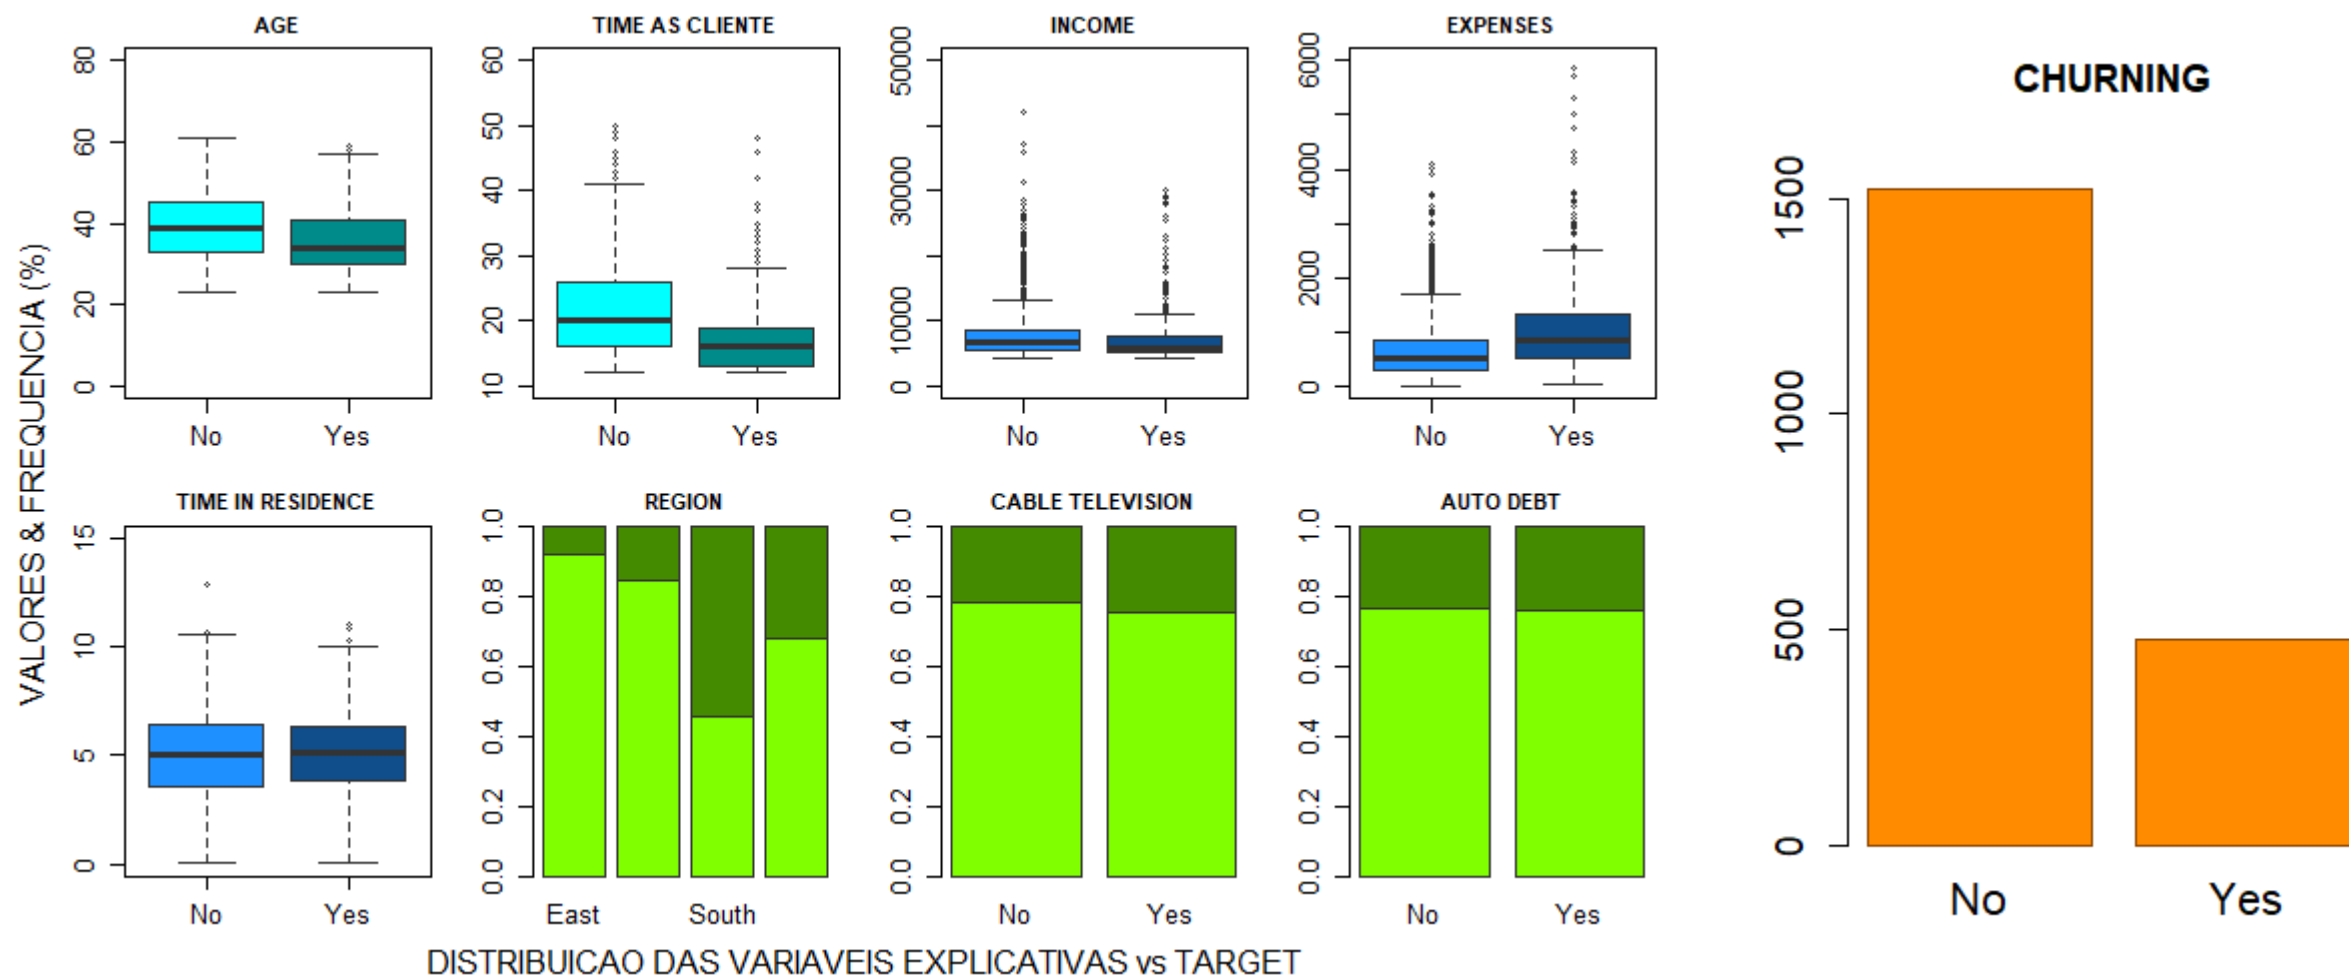 AGE
TIME AS CLIENTE
INCOME
EXPENSES
CHURNING
VALORES & FREQUENCIA (%)
0 20 40 60 80
No Yes
10 20 30 40 50 60
No Yes
0 10000 30000 50000
No Yes
0 2000 4000 6000
No Yes
TIME IN RESIDENCE
REGION
CABLE TELEVISION
AUTO DEBT
0 5 10 15
No Yes
0.0 0.2 0.4 0.6 0.8 1.0
East South
0.0 0.2 0.4 0.6 0.8 1.0
No Yes
0.0 0.2 0.4 0.6 0.8 1.0
No Yes
0 500 1000 1500
No Yes
DISTRIBUICAO DAS VARIAVEIS EXPLICATIVAS vs TARGET